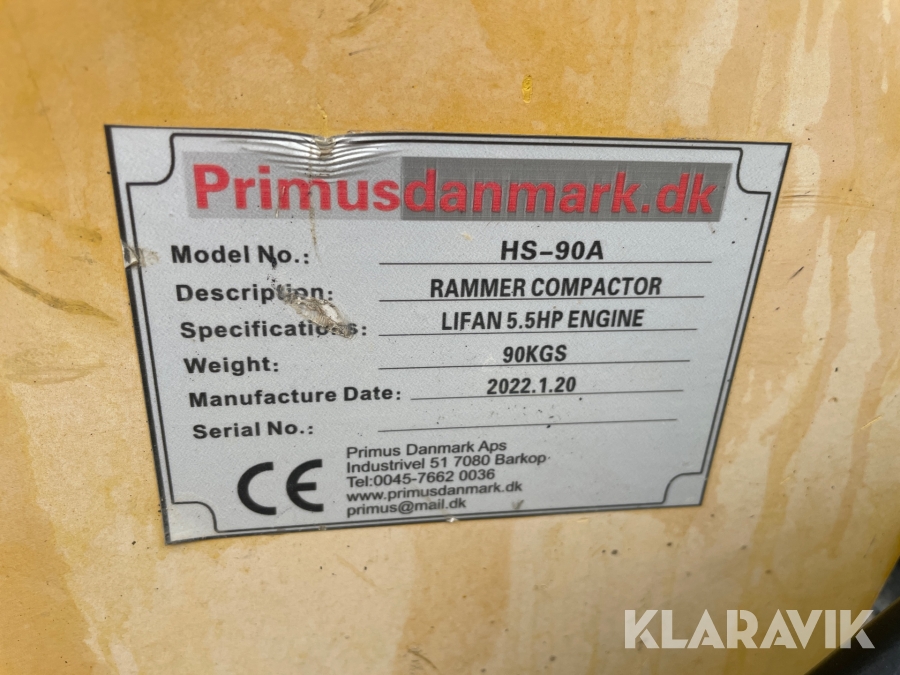 Primusdanmark.dk
Model No.: HS-90A
Description: RAMMER COMPACTOR
Specifications: LIFAN 5.5HP ENGINE
Weight: 90KGS
Manufacture Date: 2022.1.20
Serial No.:
CE
Primus Danmark Aps
Industrivel 51 7080 Barkop
Tel:0045-7662 0036
www.primusdanmark.dk
primus@mail.dk
KLARAVIK